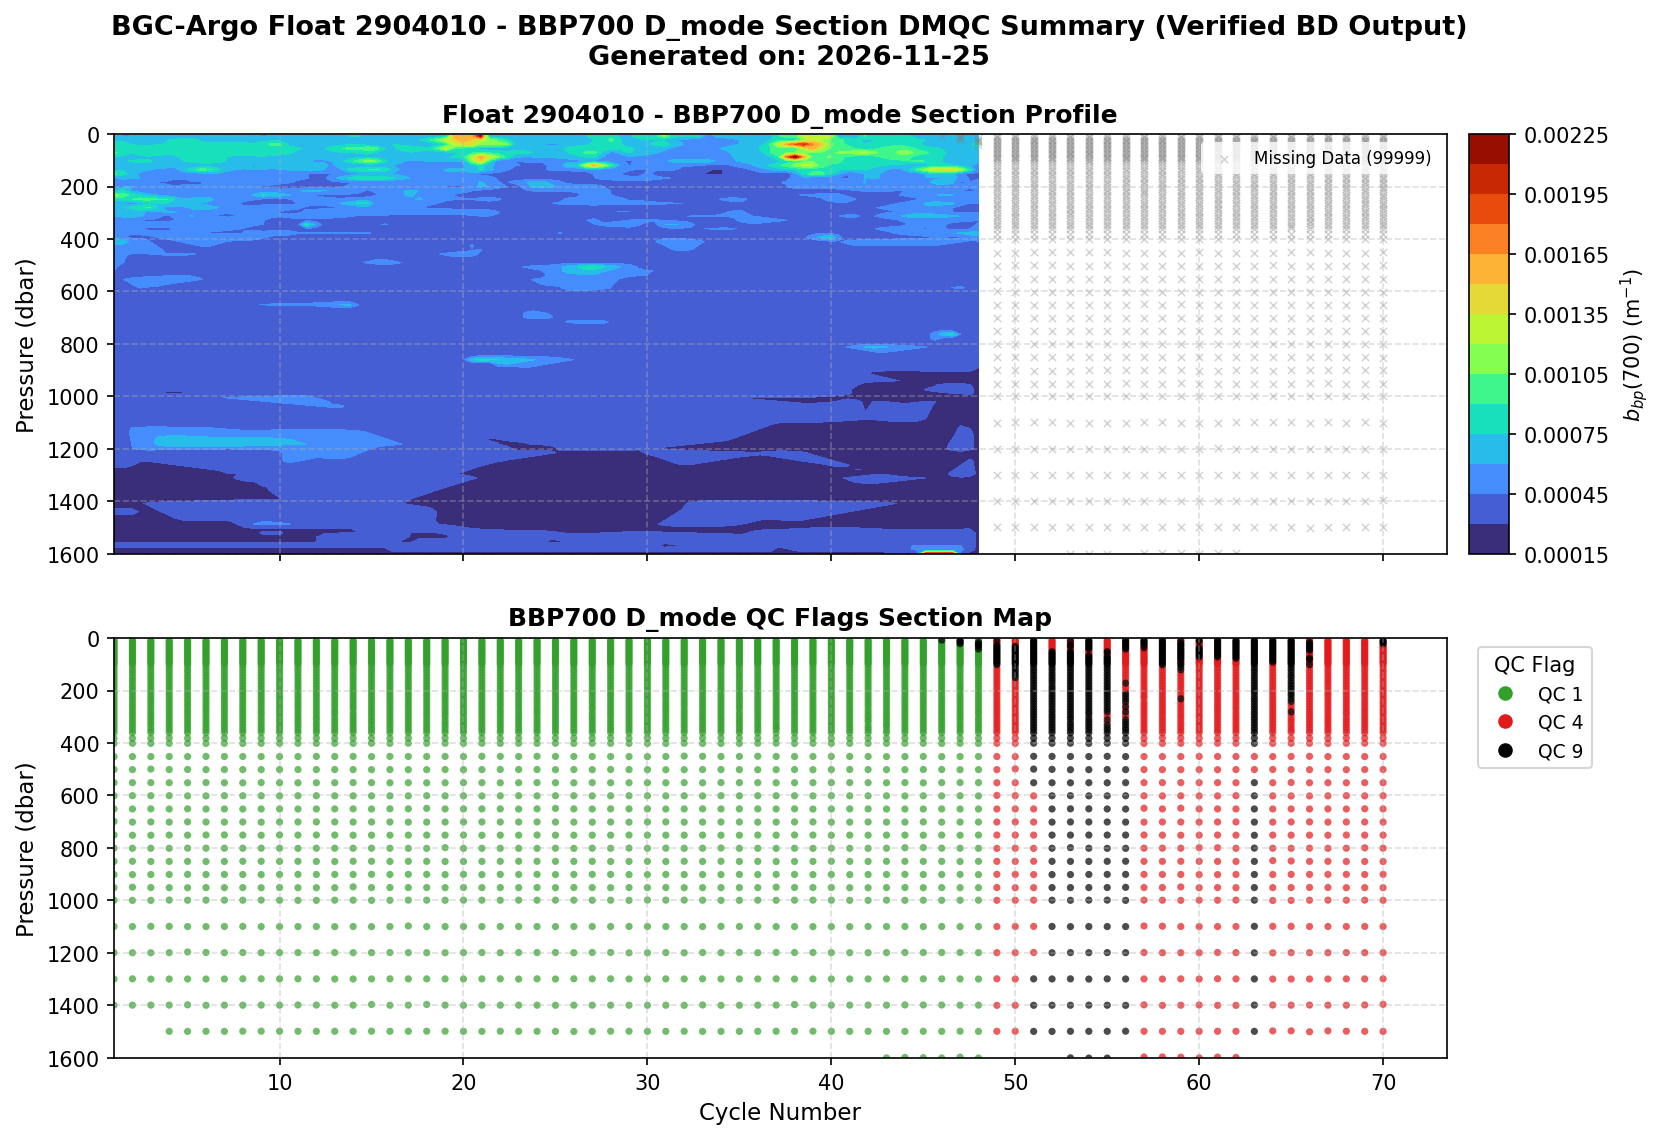 BGC-Argo Float 2904010 - BBP700 D_mode Section DMQC Summary (Verified BD Output)
Generated on: 2026-11-25
Float 2904010 - BBP700 D_mode Section Profile
Pressure (dbar)
0
200
400
600
800
1000
1200
1400
1600
Missing Data (99999)
0.00225
0.00195
0.00165
0.00135
0.00105
0.00075
0.00045
0.00015
b_bp(700) (m⁻¹)
BBP700 D_mode QC Flags Section Map
Pressure (dbar)
0
200
400
600
800
1000
1200
1400
1600
10
20
30
40
50
60
70
Cycle Number
QC Flag
QC 1
QC 4
QC 9